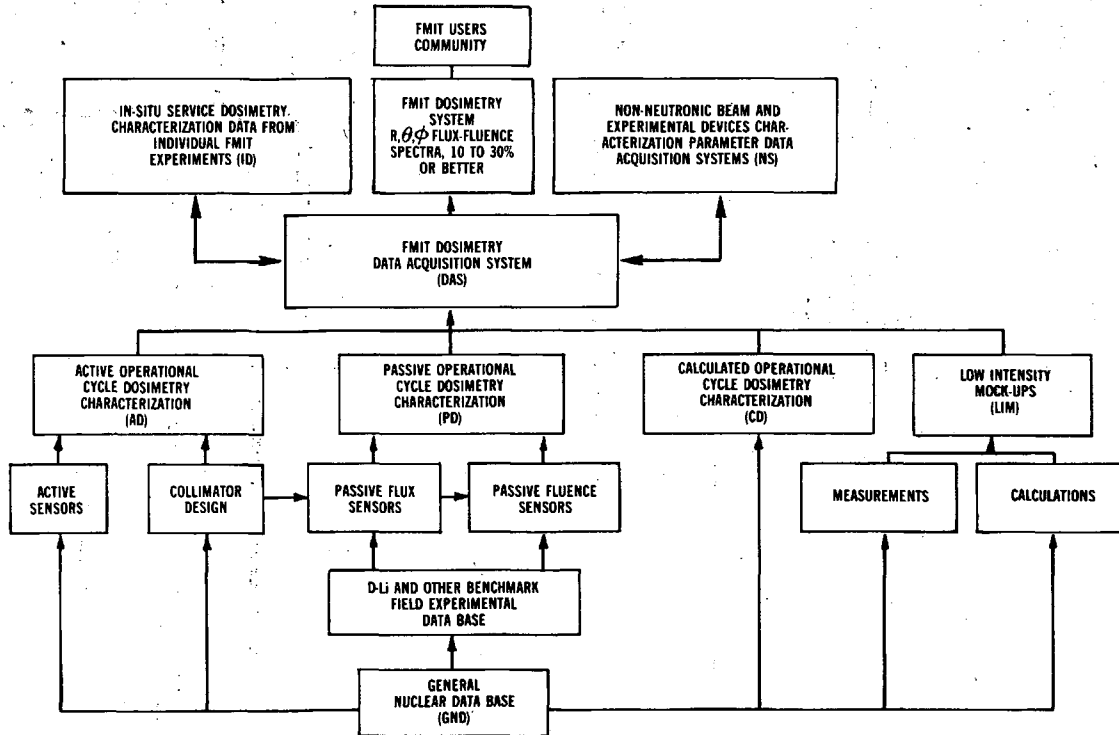 FMIT USERS
COMMUNITY
IN-SITU SERVICE DOSIMETRY
CHARACTERIZATION DATA FROM
INDIVIDUAL FMIT
EXPERIMENTS (ID)
FMIT DOSIMETRY
SYSTEM
R,θ,φ FLUX-FLUENCE
SPECTRA, 10 TO 30%
OR BETTER
NON-NEUTRONIC BEAM AND
EXPERIMENTAL DEVICES CHAR-
ACTERIZATION PARAMETER DATA
ACQUISITION SYSTEMS (NS)
FMIT DOSIMETRY
DATA ACQUISITION SYSTEM
(DAS)
ACTIVE OPERATIONAL
CYCLE DOSIMETRY
CHARACTERIZATION
(AD)
PASSIVE OPERATIONAL
CYCLE DOSIMETRY
CHARACTERIZATION
(PD)
CALCULATED OPERATIONAL
CYCLE DOSIMETRY
CHARACTERIZATION
(CD)
LOW INTENSITY
MOCK-UPS
(LIM)
ACTIVE
SENSORS
COLLIMATOR
DESIGN
PASSIVE FLUX
SENSORS
PASSIVE FLUENCE
SENSORS
MEASUREMENTS
CALCULATIONS
D-Li AND OTHER BENCHMARK
FIELD EXPERIMENTAL
DATA BASE
GENERAL
NUCLEAR DATA BASE
(GND)